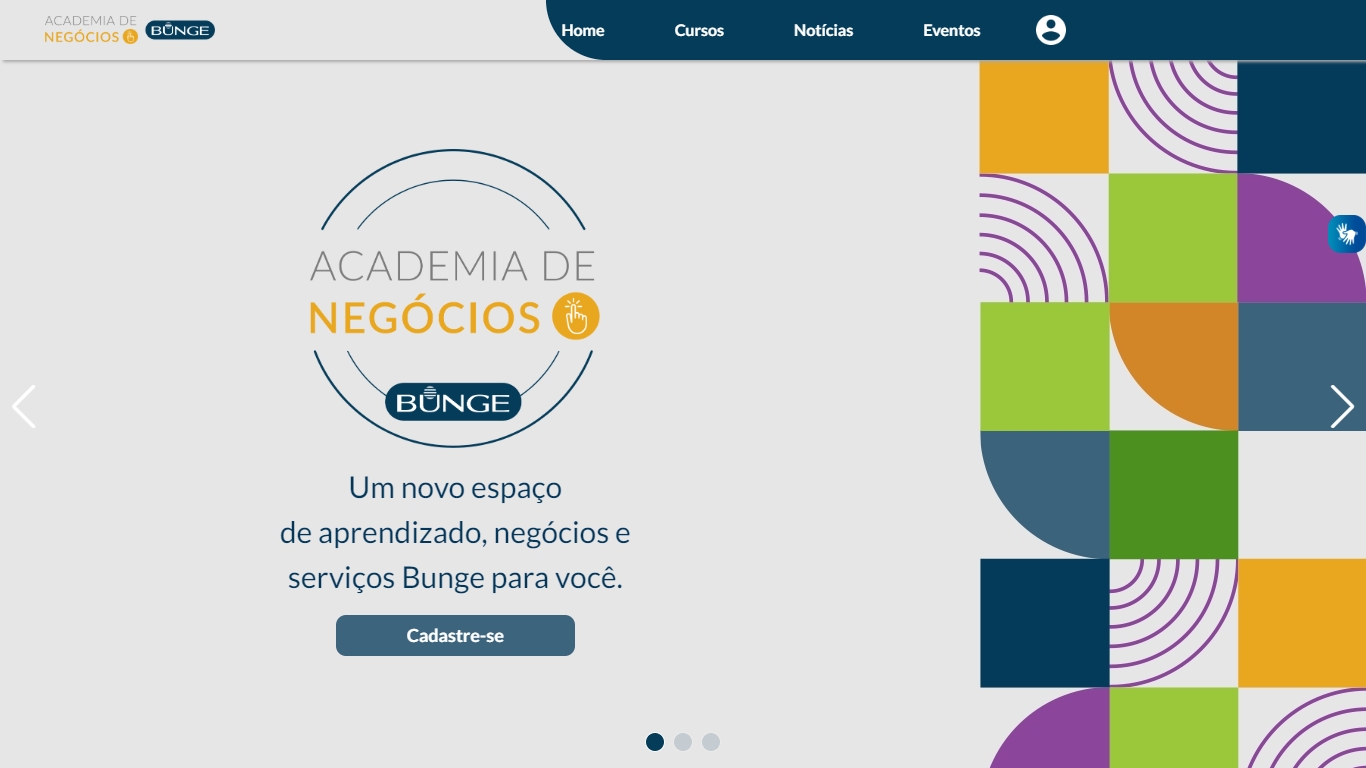 ACADEMIA DE
NEGÓCIOS BUNGE
Home Cursos Notícias Eventos
ACADEMIA DE
NEGÓCIOS
BUNGE
Um novo espaço
de aprendizado, negócios e
serviços Bunge para você.
Cadastre-se